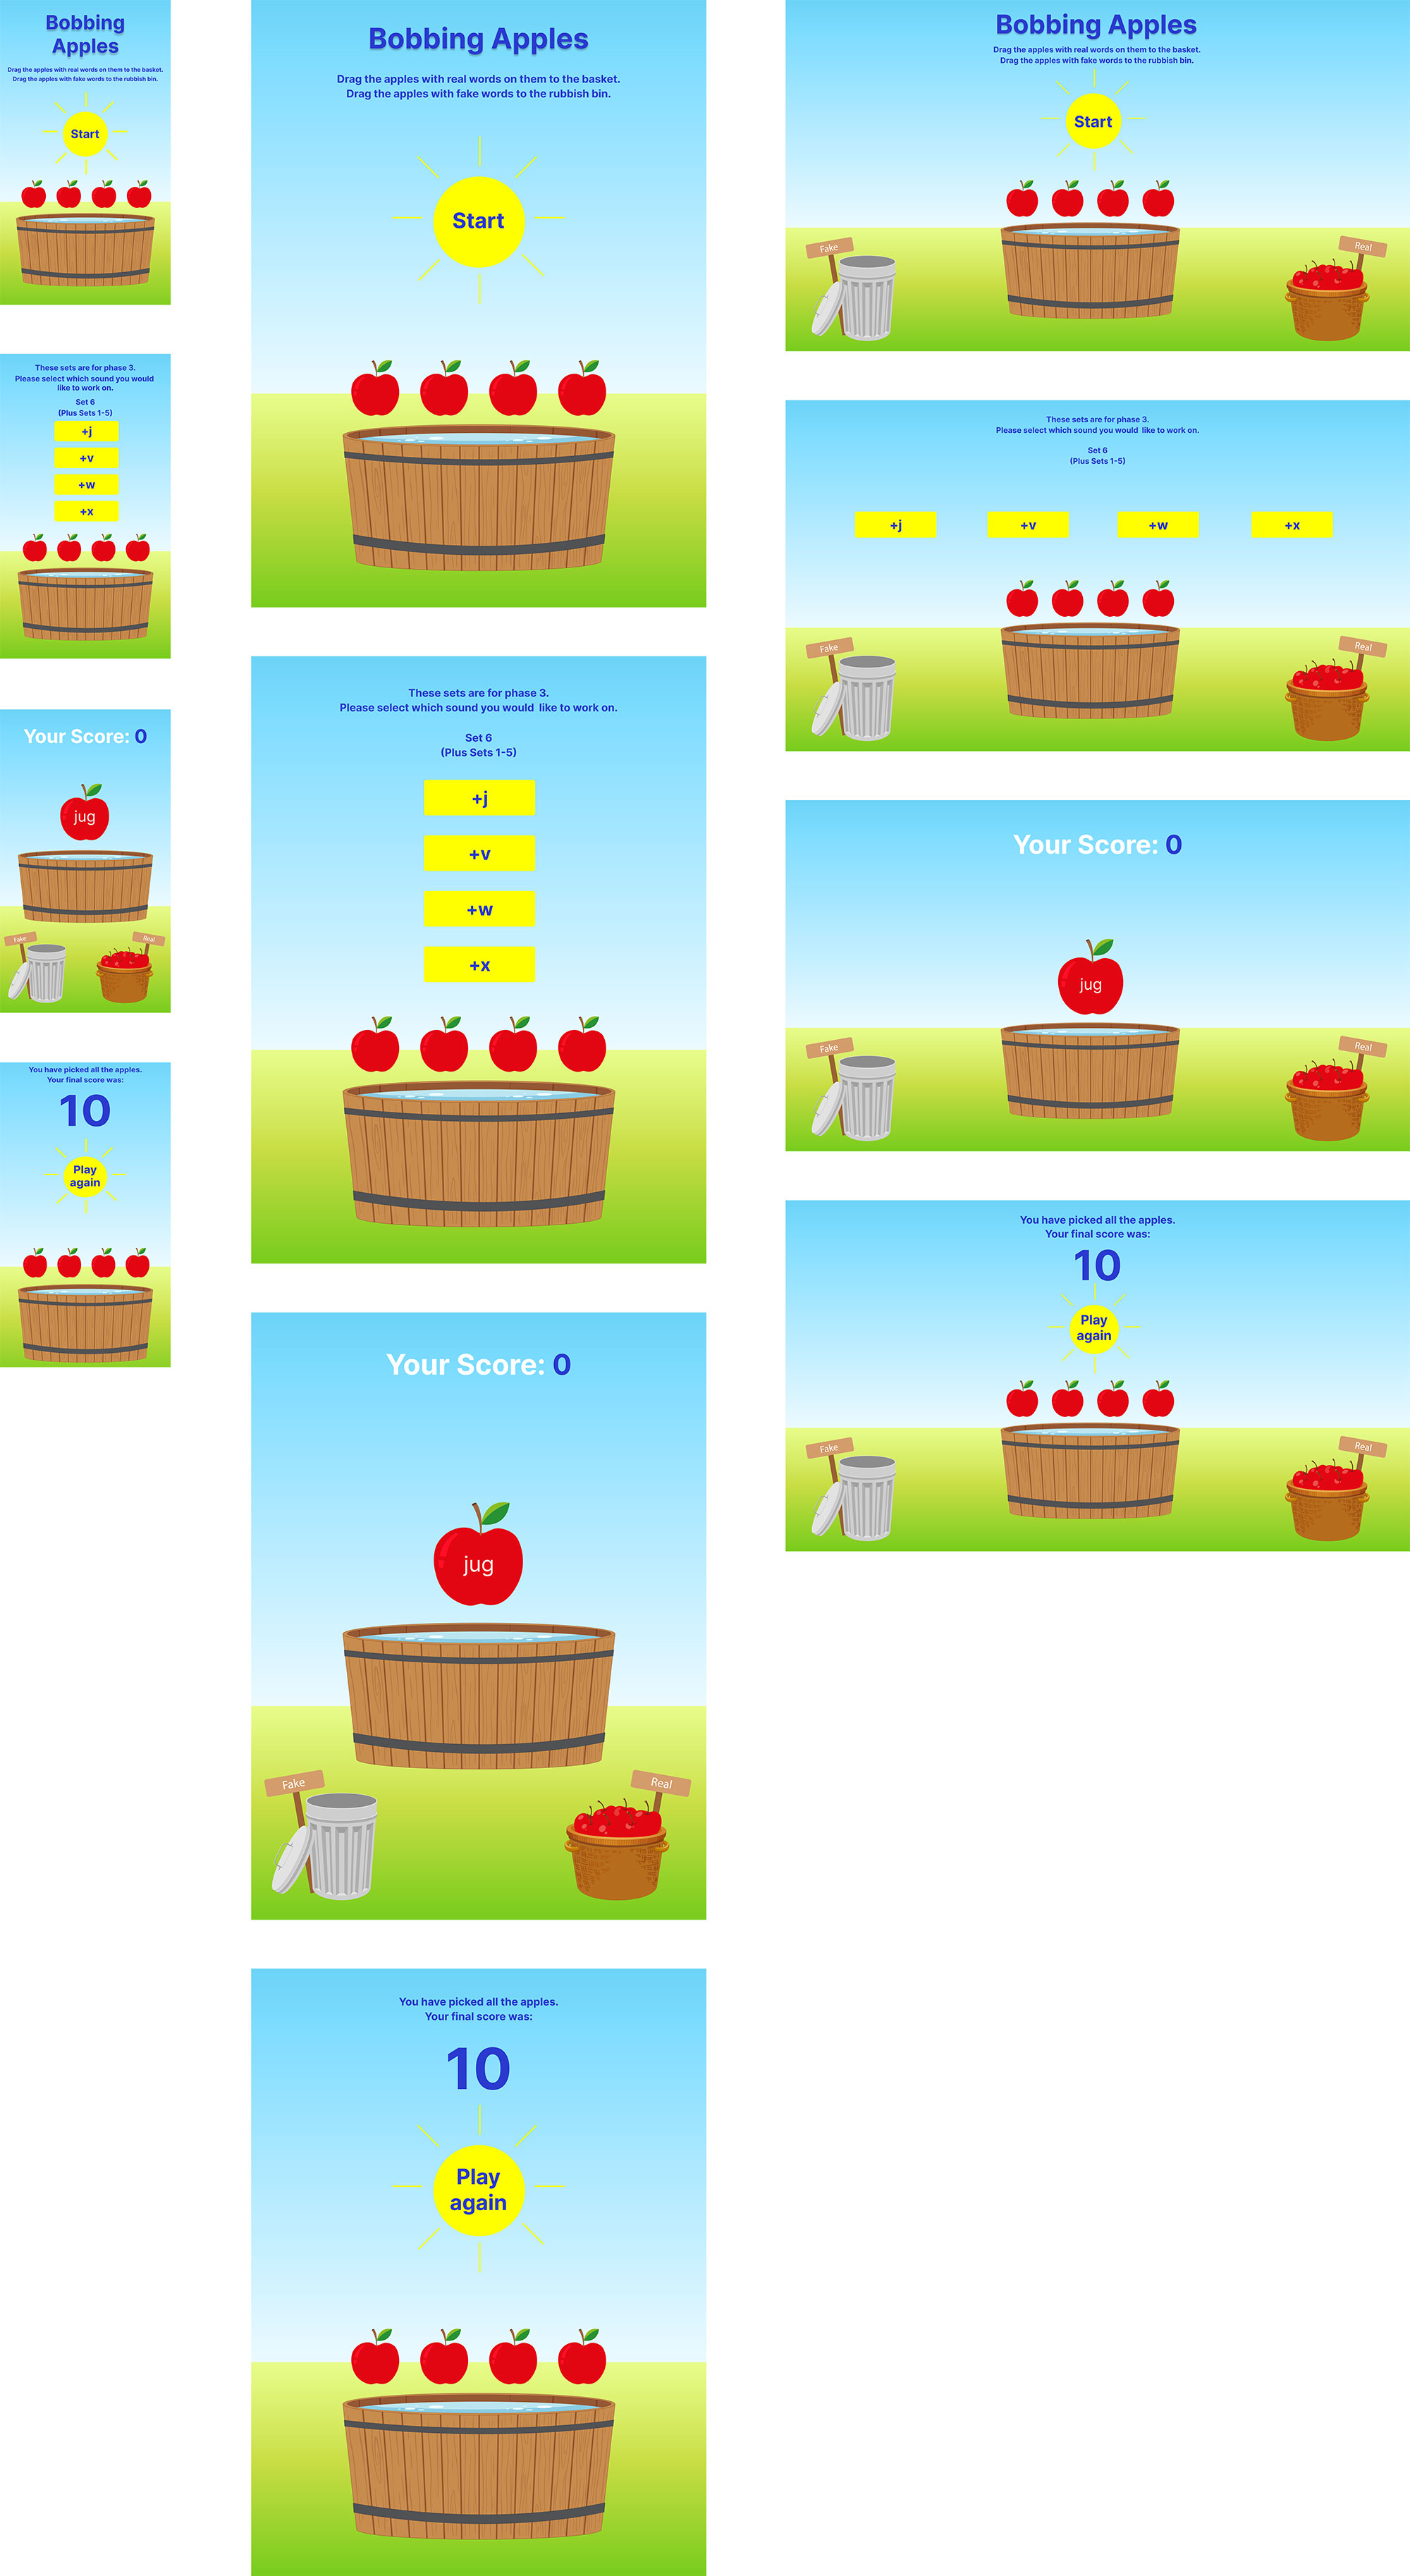 Bobbing
Apples
Drag the apples with real words on them to the basket.
Drag the apples with fake words to the rubbish bin.
Start
These sets are for phase 3.
Please select which sound you would
like to work on.
Set 6
(Plus Sets 1-5)
+j
+v
+w
+x
Your Score: 0
jug
Fake
Real
You have picked all the apples.
Your final score was:
10
Play
again
Bobbing Apples
Drag the apples with real words on them to the basket.
Drag the apples with fake words to the rubbish bin.
Start
These sets are for phase 3.
Please select which sound you would like to work on.
Set 6
(Plus Sets 1-5)
+j
+v
+w
+x
Your Score: 0
jug
Fake
Real
You have picked all the apples.
Your final score was:
10
Play
again
Bobbing Apples
Drag the apples with real words on them to the basket.
Drag the apples with fake words to the rubbish bin.
Start
Fake
Real
These sets are for phase 3.
Please select which sound you would like to work on.
Set 6
(Plus Sets 1-5)
+j
+v
+w
+x
Fake
Real
Your Score: 0
jug
Fake
Real
You have picked all the apples.
Your final score was:
10
Play
again
Fake
Real